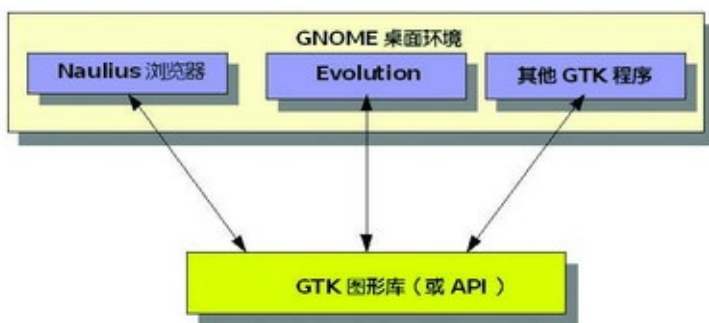 GNOME 桌面环境
Naulius 浏览器
Evolution
其他 GTK 程序
GTK 图形库（或 API ）